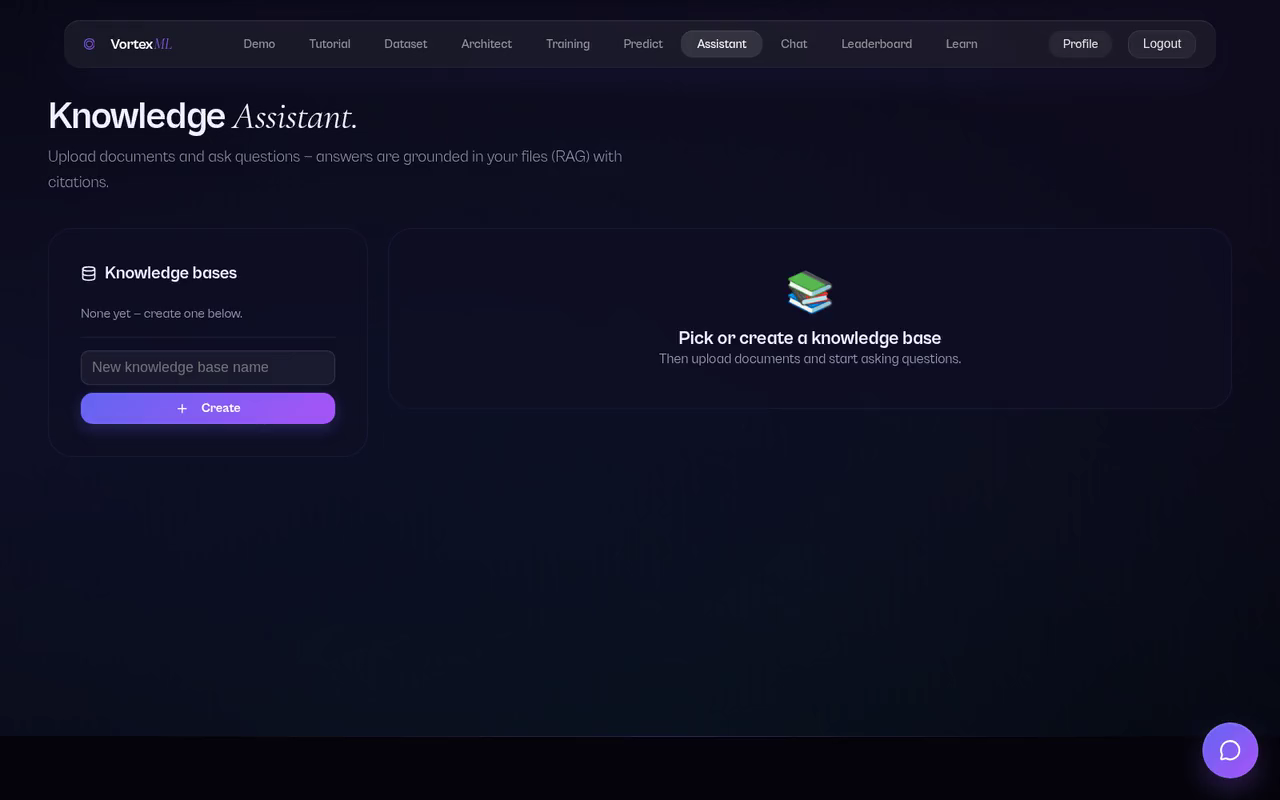 VortexML
Demo
Tutorial
Dataset
Architect
Training
Predict
Assistant
Chat
Leaderboard
Learn
Profile
Logout
Knowledge Assistant.
Upload documents and ask questions – answers are grounded in your files (RAG) with
citations.
Knowledge bases
None yet – create one below.
New knowledge base name
+ Create
Pick or create a knowledge base
Then upload documents and start asking questions.